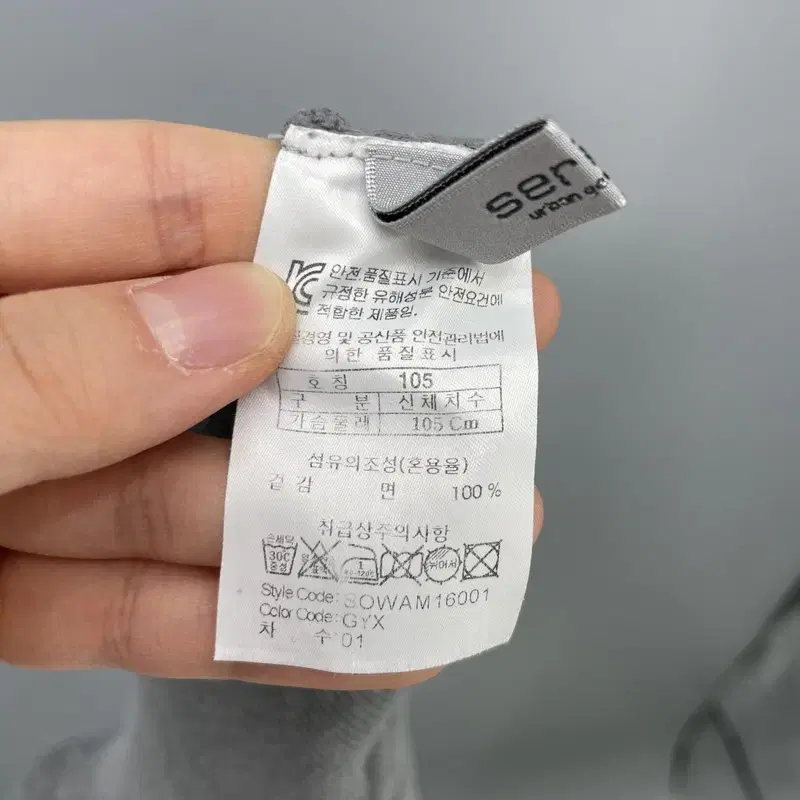 ser
urban
안전·품질표시 기준에서
규정한 유해성분 안전요건에
적합한 제품임.
경영 및 공산품 안전관리법에
의한 품질표시
호칭 105
구 분 신체치수
가슴둘레 105 Cm
섬유의조성(혼용율)
겉감 면 100 %
취급상주의사항
손세탁
30C
중성
뉘어서
Style Code: SOWAM16001
Color Code: GYX
차 수 01